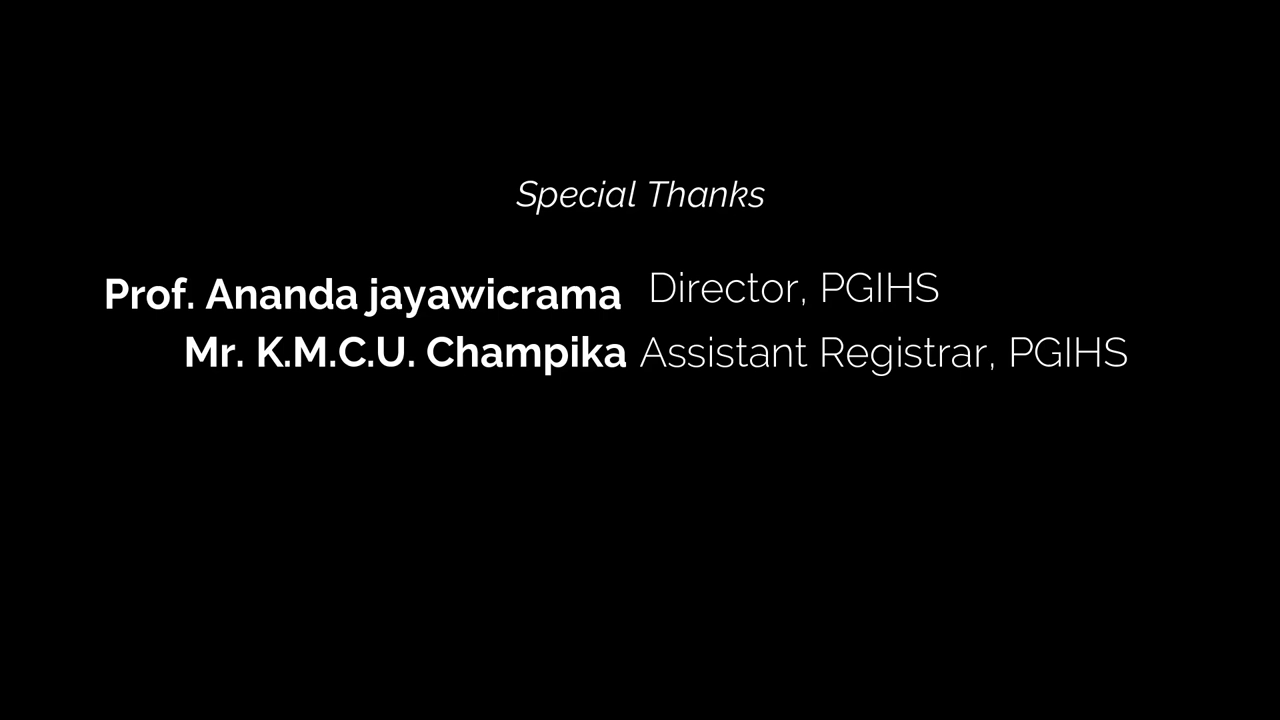 Special Thanks
Prof. Ananda jayawicrama Director, PGIHS
Mr. K.M.C.U. Champika Assistant Registrar, PGIHS